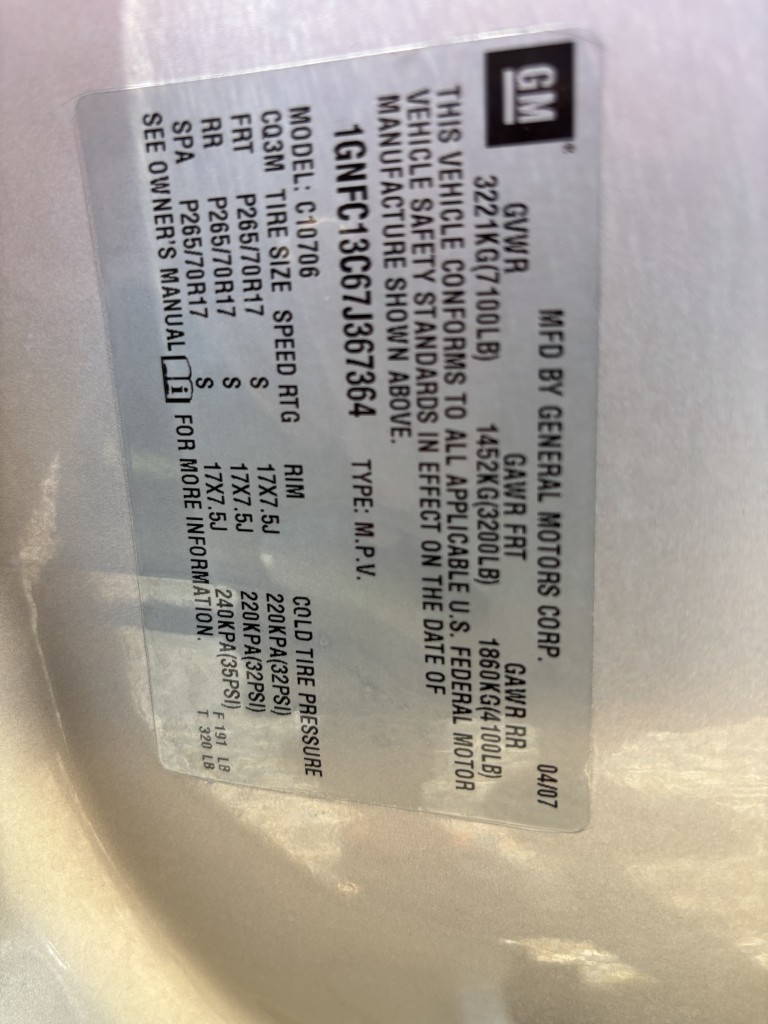 GM®
MFD BY GENERAL MOTORS CORP. 04/07
GVWR GAWR FRT GAWR RR
3221KG(7100LB) 1452KG(3200LB) 1860KG(4100LB)
THIS VEHICLE CONFORMS TO ALL APPLICABLE U.S. FEDERAL MOTOR
VEHICLE SAFETY STANDARDS IN EFFECT ON THE DATE OF
MANUFACTURE SHOWN ABOVE.
1GNFC13C67J367364 TYPE: M.P.V.
MODEL: C10706
CQ3M TIRE SIZE SPEED RTG RIM COLD TIRE PRESSURE
FRT P265/70R17 S 17X7.5J 220KPA(32PSI)
RR P265/70R17 S 17X7.5J 220KPA(32PSI)
SPA P265/70R17 S 17X7.5J 240KPA(35PSI) F 191 LB
SEE OWNER'S MANUAL i FOR MORE INFORMATION. T 320 LB